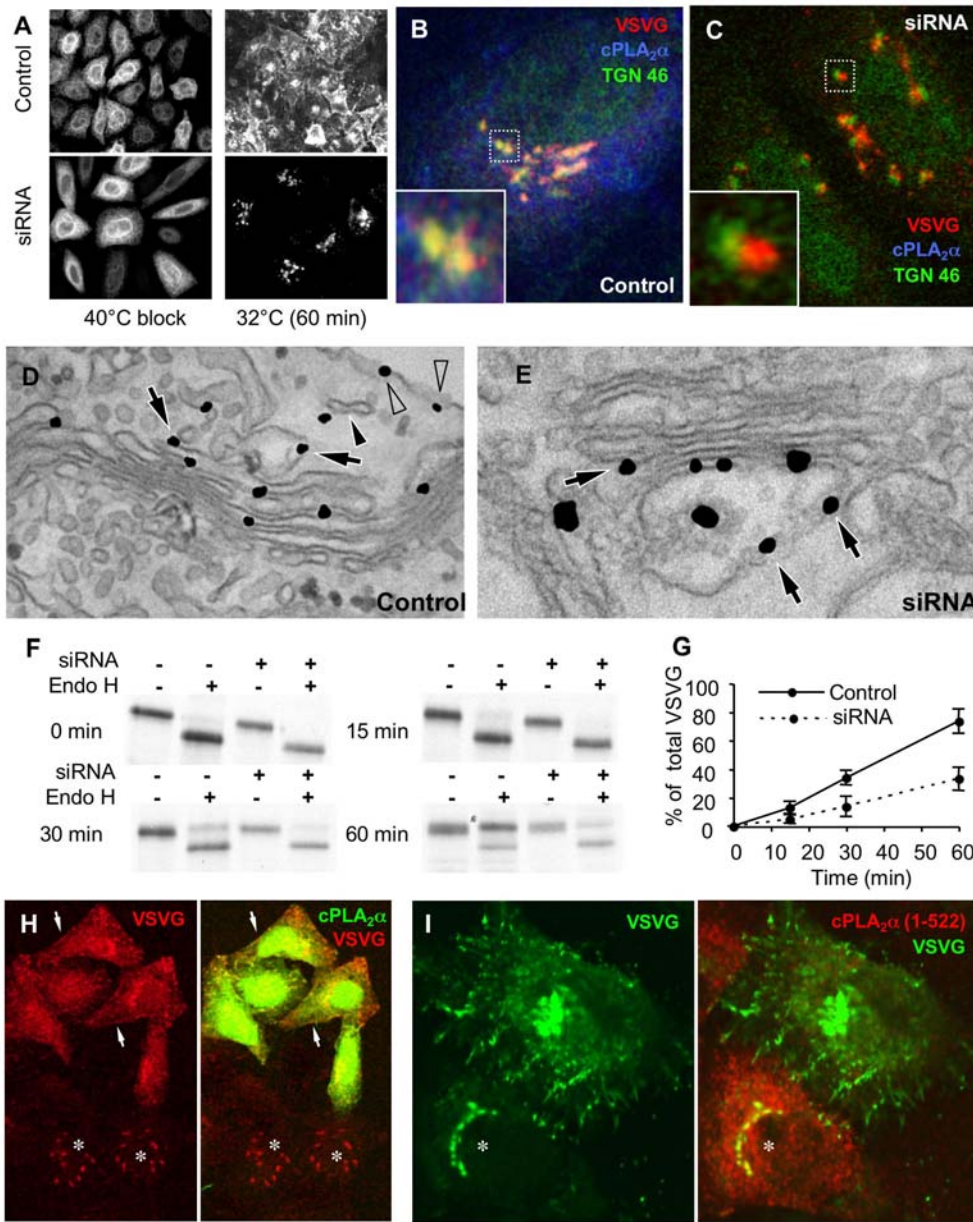 A
Control
siRNA
40°C block
32°C (60 min)
B
VSVG
cPLA₂α
TGN 46
Control
C
siRNA
VSVG
cPLA₂α
TGN 46
D
Control
E
siRNA
F
siRNA - - + +
Endo H - + - +
0 min
siRNA - - + +
Endo H - + - +
30 min
- - + +
- + - +
15 min
- - + +
- + - +
60 min
G
Control
siRNA
% of total VSVG
100
80
60
40
20
0
0 10 20 30 40 50 60
Time (min)
H
VSVG
cPLA₂α
VSVG
* *
* *
I
VSVG
cPLA₂α (1-522)
VSVG
*
*